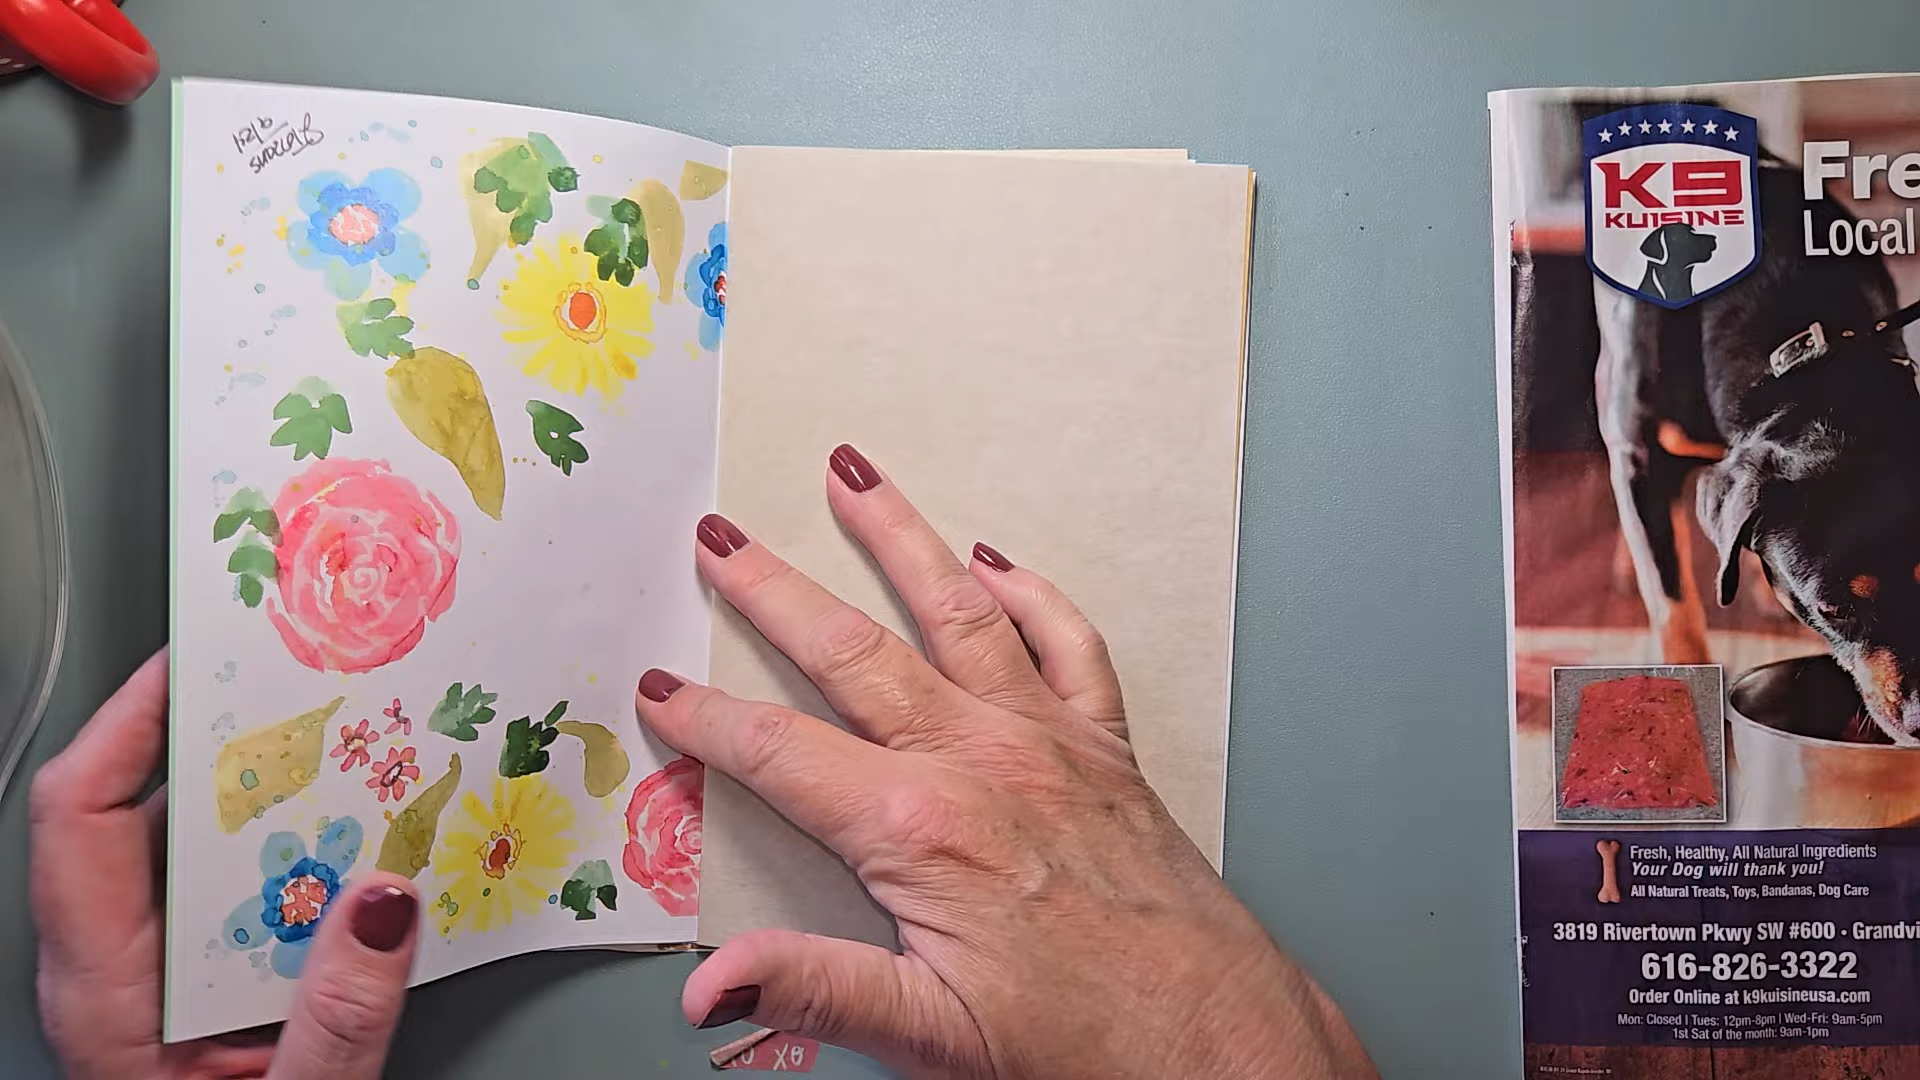 K9
KUISINE
Fre
Local
Fresh, Healthy, All Natural Ingredients
Your Dog will thank you!
All Natural Treats, Toys, Bandanas, Dog Care
3819 Rivertown Pkwy SW #600 • Grandvi
616-826-3322
Order Online at k9kuisineusa.com
Mon: Closed | Tues: 12pm-8pm | Wed-Fri: 9am-5pm
1st Sat of the month: 9am-1pm
XO